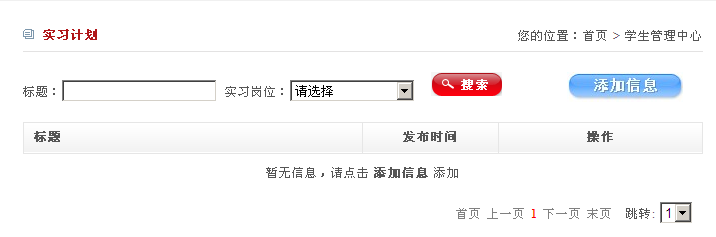 实习计划 您的位置：首页 > 学生管理中心
标题： 实习岗位： 请选择 搜索 添加信息
标题 发布时间 操作
暂无信息，请点击 添加信息 添加
首页 上一页 1 下一页 末页 跳转: 1